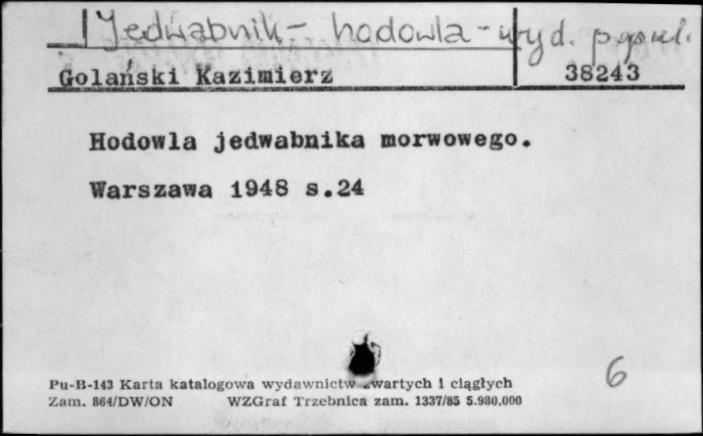 Jedwabnik - hodowla - wyd. popul.
Golański Kazimierz 38243
Hodowla jedwabnika morwowego.
Warszawa 1948 s.24
6
Pu-B-143 Karta katalogowa wydawnictw zwartych i ciągłych
Zam. 864/DW/ON WZGraf Trzebnica zam. 1337/85 5.980.000